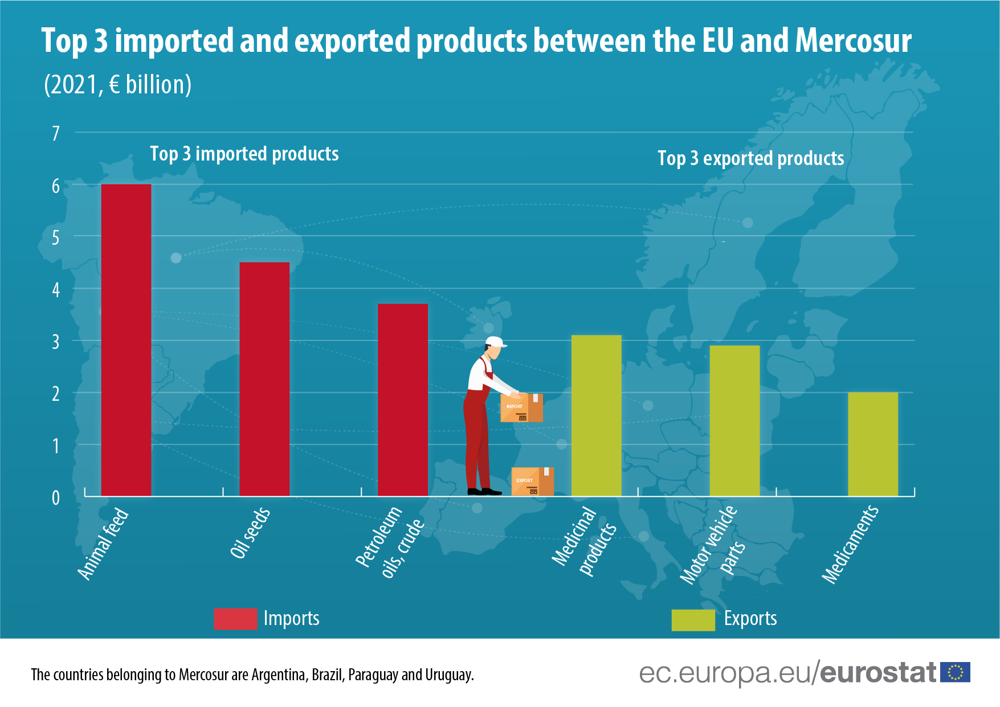 Top 3 imported and exported products between the EU and Mercosur
(2021, € billion)
7
Top 3 imported products
Top 3 exported products
6
5
4
3
2
1
0
IMPORT
EXPORT
Animal feed
Oil seeds
Petroleum
oils, crude
Medicinal
products
Motor vehicle
parts
Medicaments
Imports
Exports
The countries belonging to Mercosur are Argentina, Brazil, Paraguay and Uruguay.
ec.europa.eu/eurostat